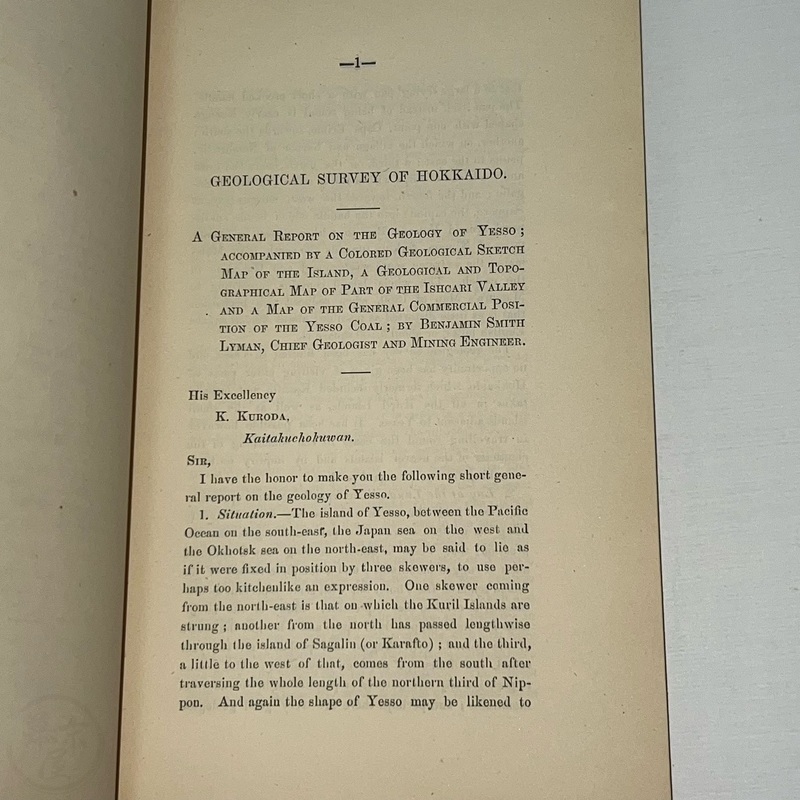 —1—
GEOLOGICAL SURVEY OF HOKKAIDO.
A GENERAL REPORT ON THE GEOLOGY OF YESSO;
ACCOMPANIED BY A COLORED GEOLOGICAL SKETCH
MAP OF THE ISLAND, A GEOLOGICAL AND TOPO-
GRAPHICAL MAP OF PART OF THE ISHCARI VALLEY
AND A MAP OF THE GENERAL COMMERCIAL POSI-
TION OF THE YESSO COAL; BY BENJAMIN SMITH
LYMAN, CHIEF GEOLOGIST AND MINING ENGINEER.
His Excellency
K. KURODA,
Kaitakuchokuwan.
SIR,
I have the honor to make you the following short gene-
ral report on the geology of Yesso.
1. Situation.—The island of Yesso, between the Pacific
Ocean on the south-east, the Japan sea on the west and
the Okhotsk sea on the north-east, may be said to lie as
if it were fixed in position by three skewers, to use per-
haps too kitchenlike an expression. One skewer coming
from the north-east is that on which the Kuril Islands are
strung; another from the north has passed lengthwise
through the island of Sagalin (or Karafto); and the third,
a little to the west of that, comes from the south after
traversing the whole length of the northern third of Nip-
pon. And again the shape of Yesso may be likened to